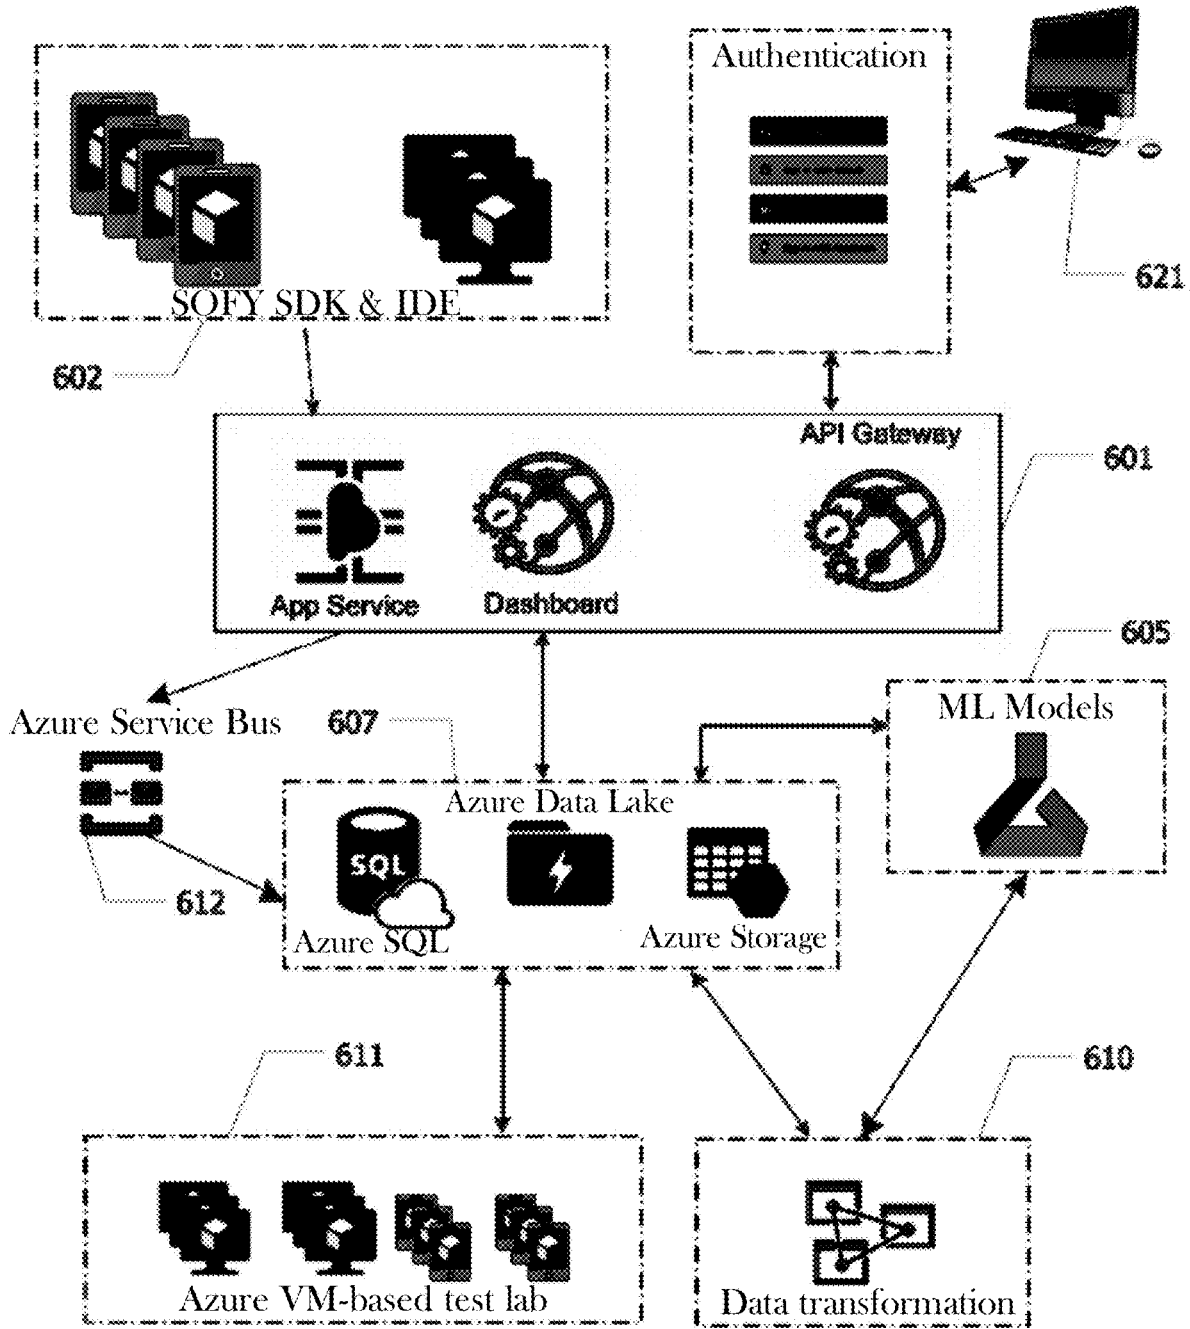 Authentication
SOFY SDK & IDE
621
602
API Gateway
601
App Service
Dashboard
605
Azure Service Bus
607
ML Models
Azure Data Lake
SQL
612
Azure SQL
Azure Storage
611
610
Azure VM-based test lab
Data transformation